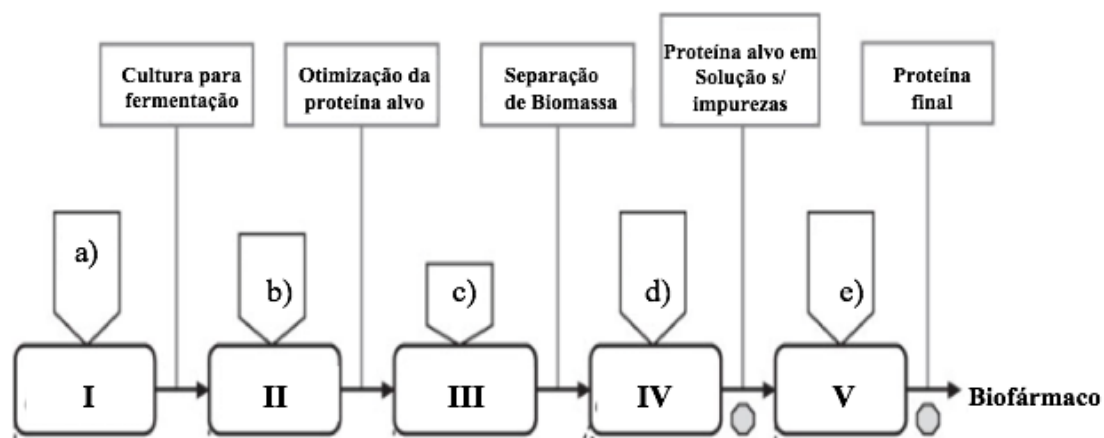 Cultura para
fermentação
Otimização da
proteína alvo
Separação
de Biomassa
Proteína alvo em
Solução s/
impurezas
Proteína
final
a)
b)
c)
d)
e)
I
II
III
IV
V
Biofármaco